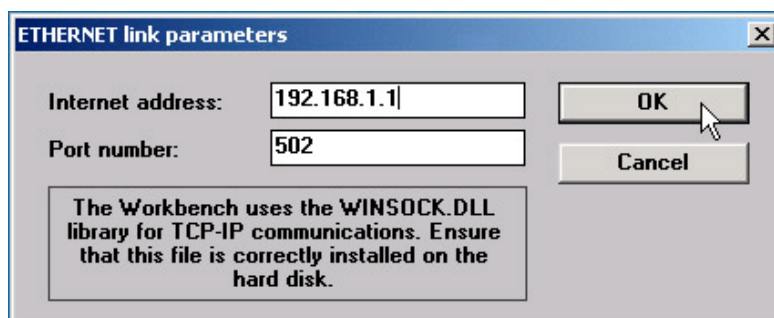 ETHERNET link parameters
Internet address: 192.168.1.1 OK
Port number: 502 Cancel
The Workbench uses the WINSOCK.DLL
library for TCP-IP communications. Ensure
that this file is correctly installed on the
hard disk.